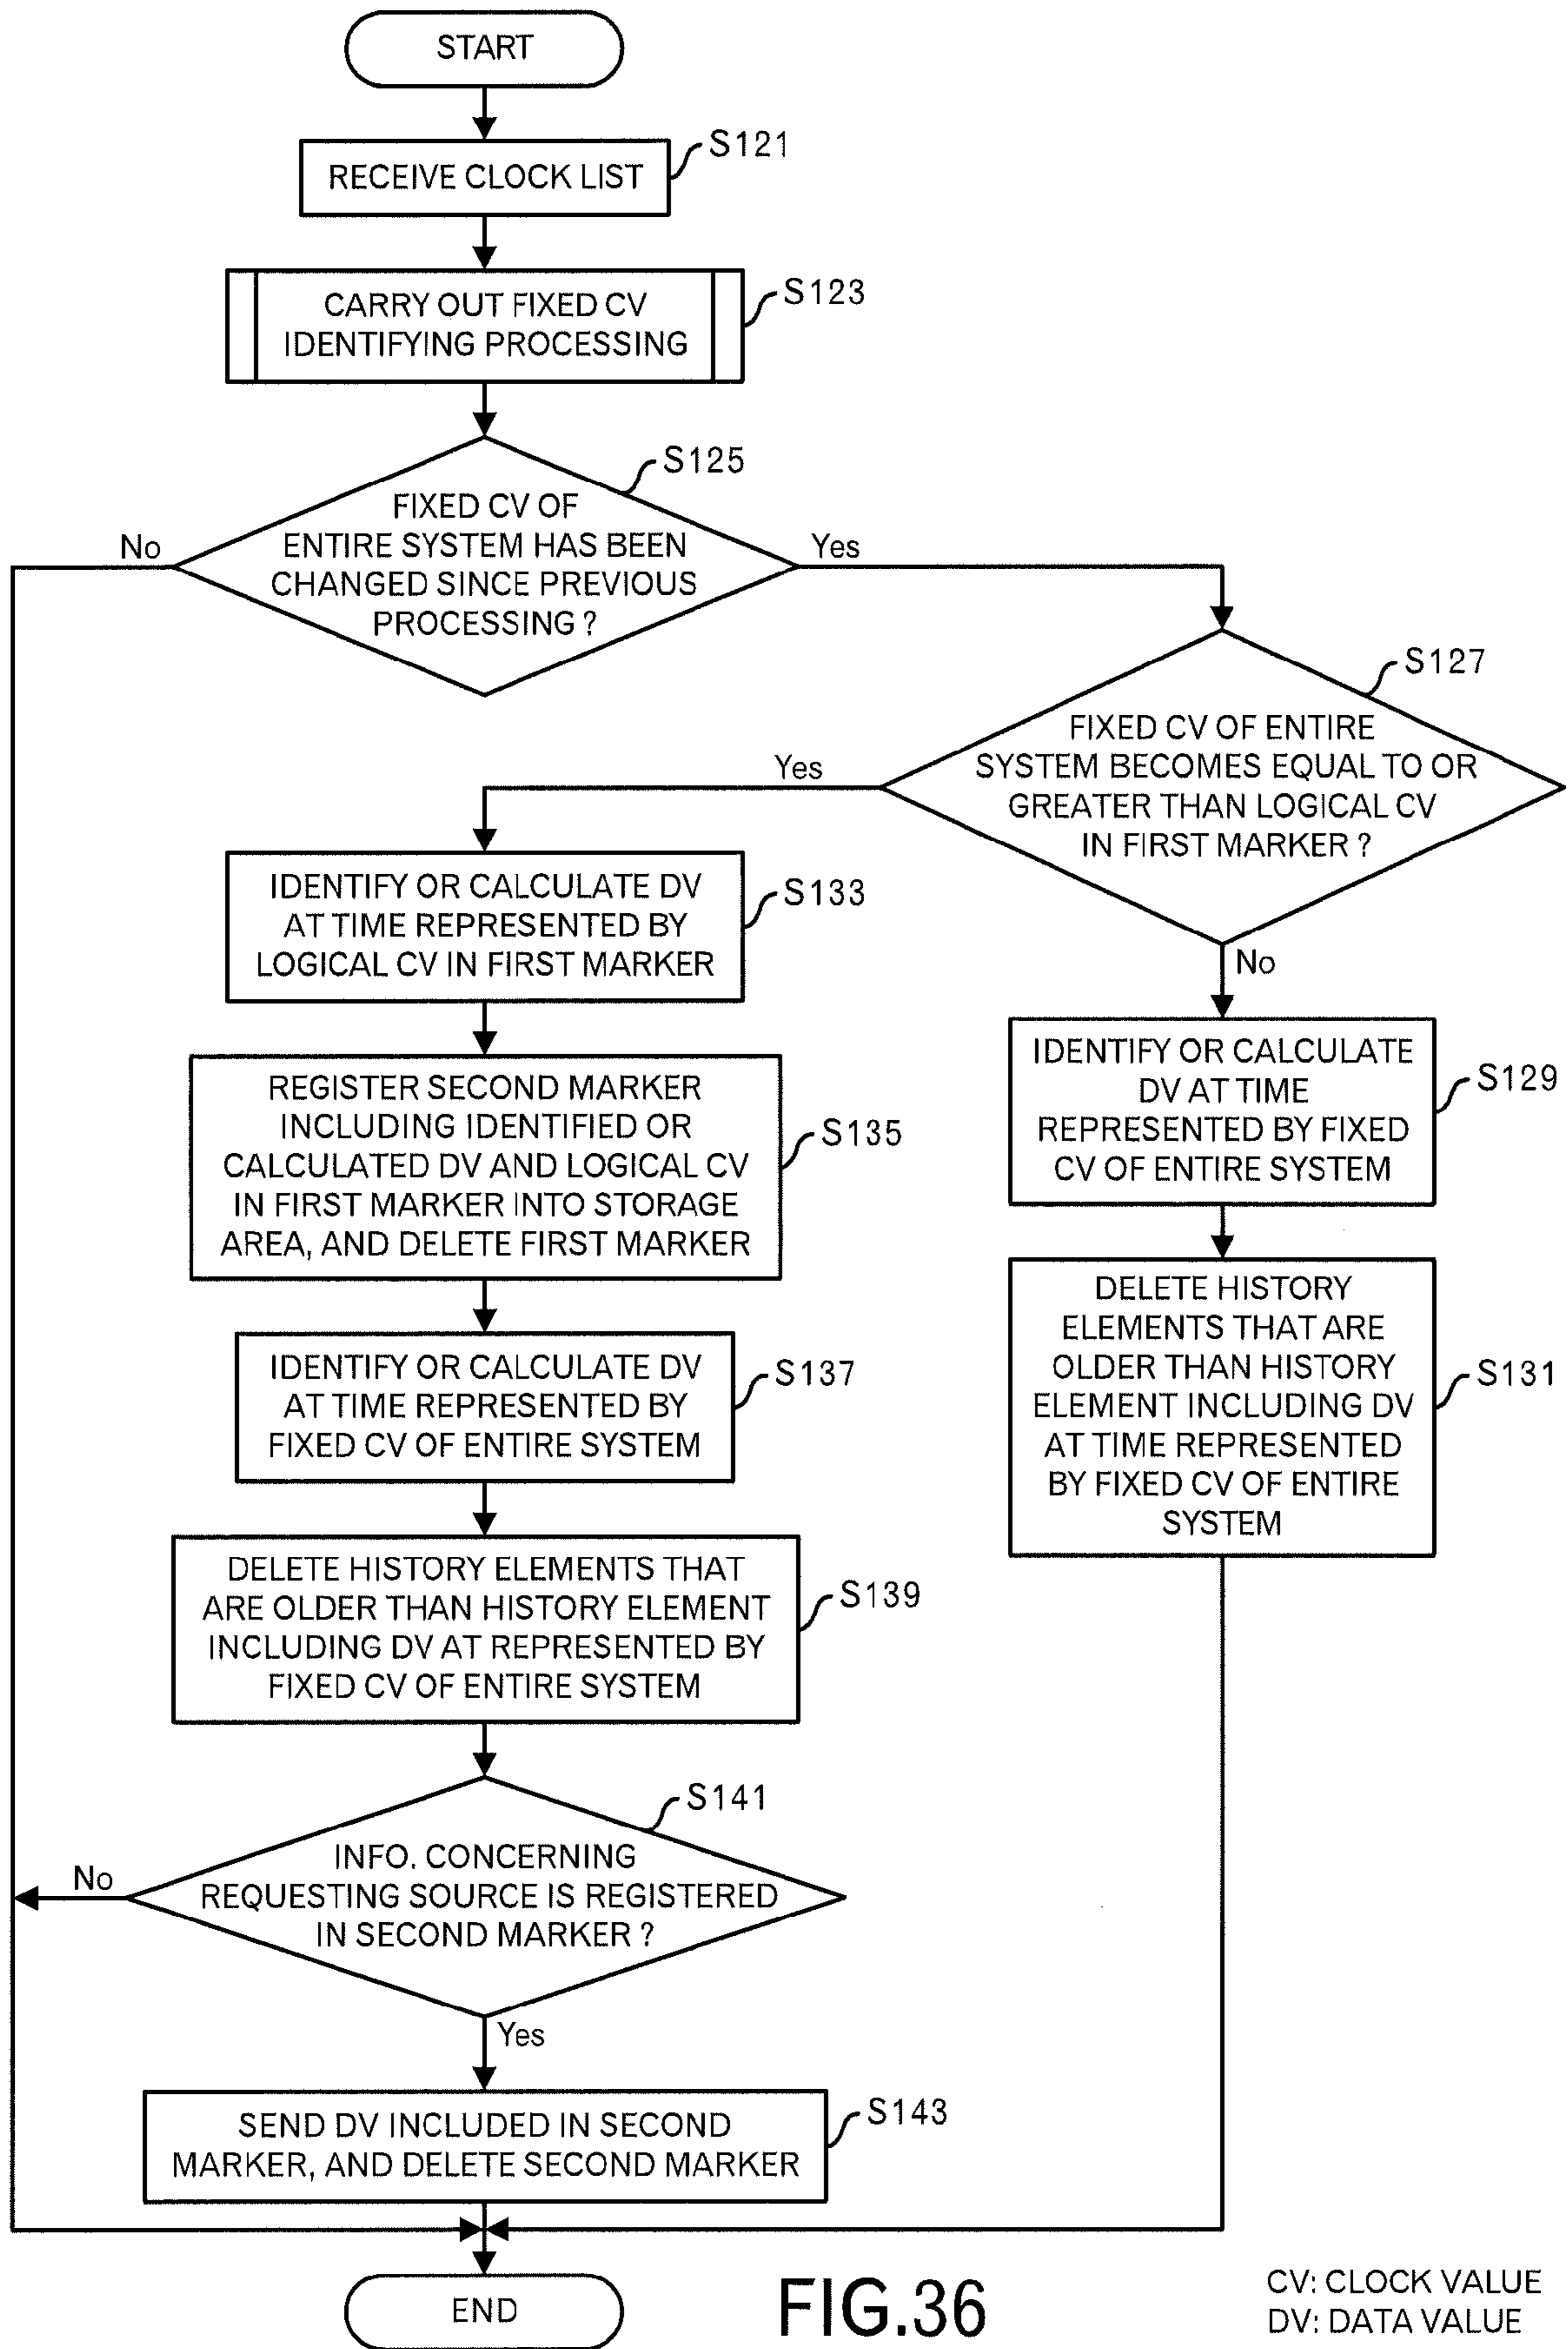 START
S121
RECEIVE CLOCK LIST
S123
CARRY OUT FIXED CV
IDENTIFYING PROCESSING
S125
FIXED CV OF
ENTIRE SYSTEM HAS BEEN
CHANGED SINCE PREVIOUS
PROCESSING ?
No
Yes
S127
FIXED CV OF ENTIRE
SYSTEM BECOMES EQUAL TO OR
GREATER THAN LOGICAL CV
IN FIRST MARKER ?
Yes
No
S133
IDENTIFY OR CALCULATE DV
AT TIME REPRESENTED BY
LOGICAL CV IN FIRST MARKER
S129
IDENTIFY OR CALCULATE
DV AT TIME
REPRESENTED BY FIXED
CV OF ENTIRE SYSTEM
S135
REGISTER SECOND MARKER
INCLUDING IDENTIFIED OR
CALCULATED DV AND LOGICAL CV
IN FIRST MARKER INTO STORAGE
AREA, AND DELETE FIRST MARKER
S131
DELETE HISTORY
ELEMENTS THAT ARE
OLDER THAN HISTORY
ELEMENT INCLUDING DV
AT TIME REPRESENTED
BY FIXED CV OF ENTIRE
SYSTEM
S137
IDENTIFY OR CALCULATE DV
AT TIME REPRESENTED BY
FIXED CV OF ENTIRE SYSTEM
S139
DELETE HISTORY ELEMENTS THAT
ARE OLDER THAN HISTORY ELEMENT
INCLUDING DV AT REPRESENTED BY
FIXED CV OF ENTIRE SYSTEM
S141
INFO. CONCERNING
REQUESTING SOURCE IS REGISTERED
IN SECOND MARKER ?
No
Yes
S143
SEND DV INCLUDED IN SECOND
MARKER, AND DELETE SECOND MARKER
END
FIG.36
CV: CLOCK VALUE
DV: DATA VALUE